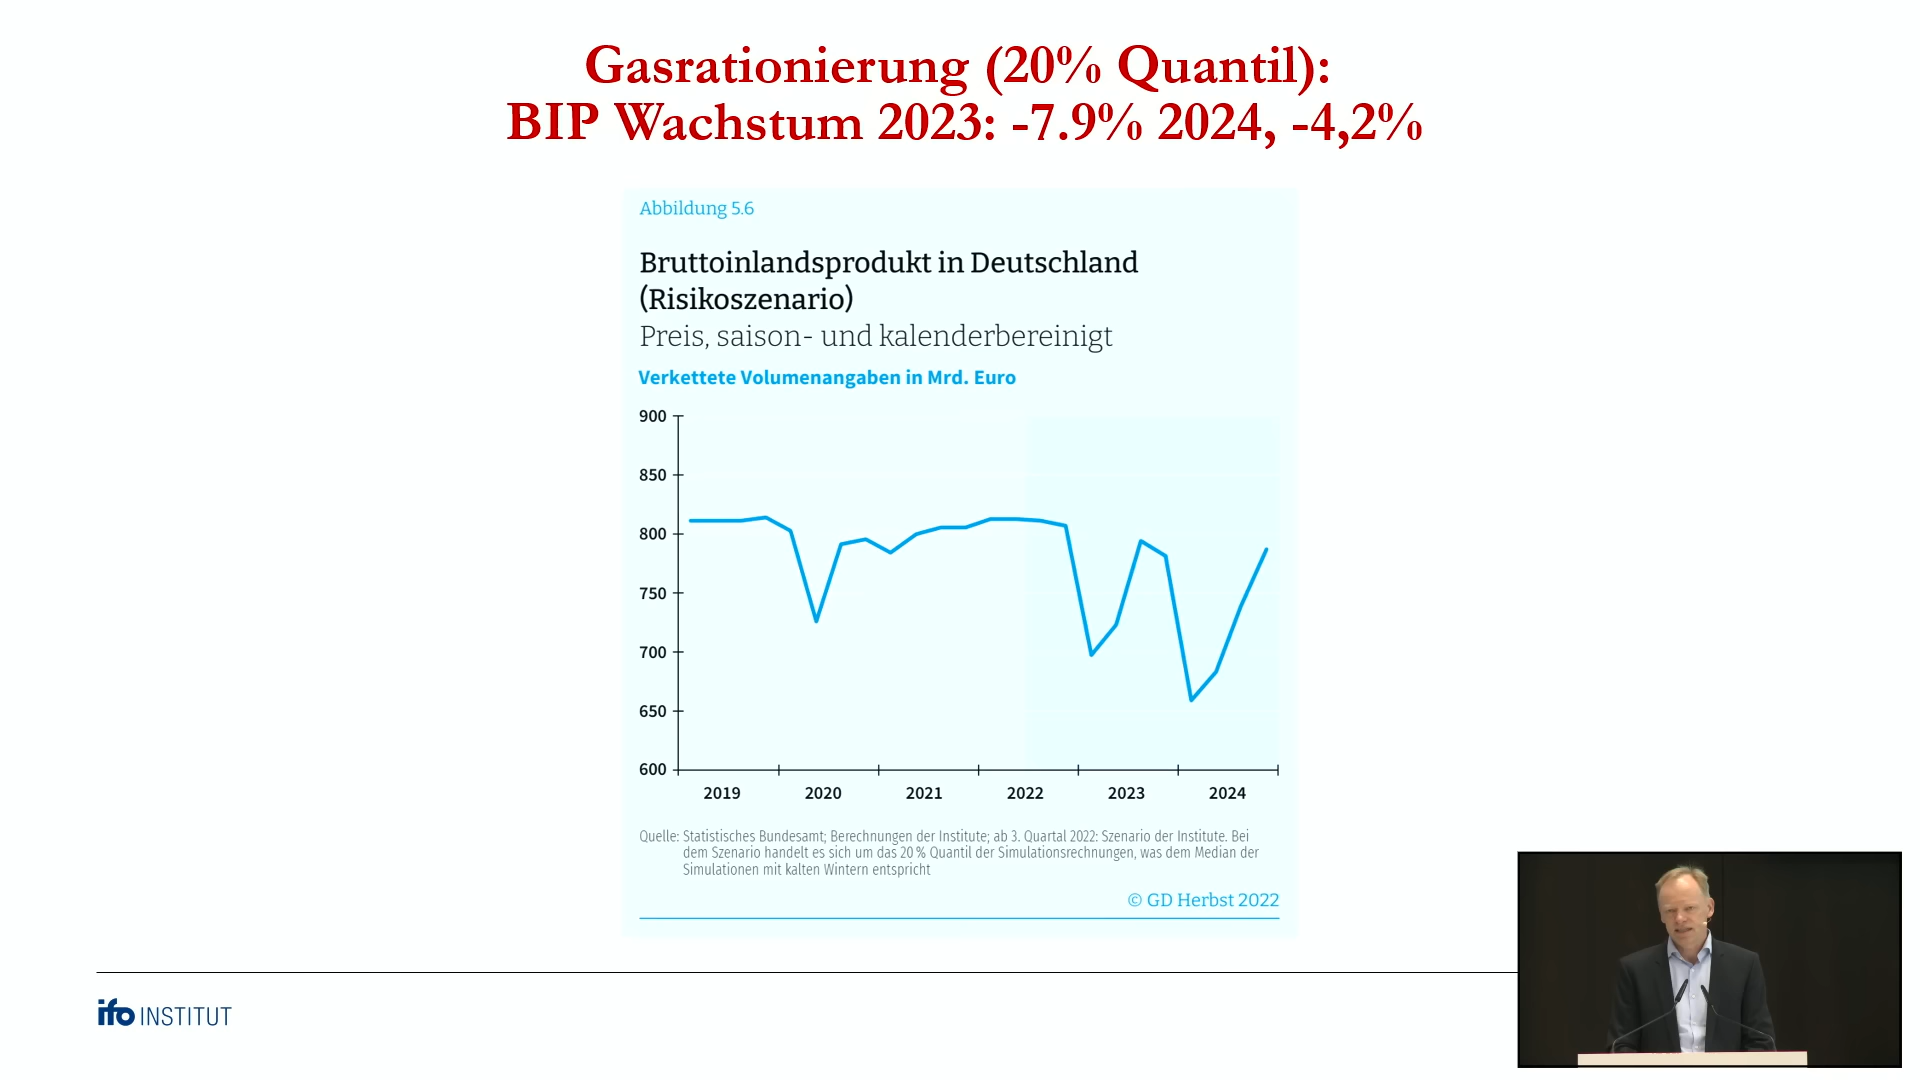 Gasrationierung (20% Quantil):
BIP Wachstum 2023: -7.9% 2024, -4,2%
Abbildung 5.6
Bruttoinlandsprodukt in Deutschland
(Risikoszenario)
Preis, saison- und kalenderbereinigt
Verkettete Volumenangaben in Mrd. Euro
900
850
800
750
700
650
600
2019 2020 2021 2022 2023 2024
Quelle: Statistisches Bundesamt; Berechnungen der Institute; ab 3. Quartal 2022: Szenario der Institute. Bei
dem Szenario handelt es sich um das 20 % Quantil der Simulationsrechnungen, was dem Median der
Simulationen mit kalten Wintern entspricht
© GD Herbst 2022
ifo INSTITUT